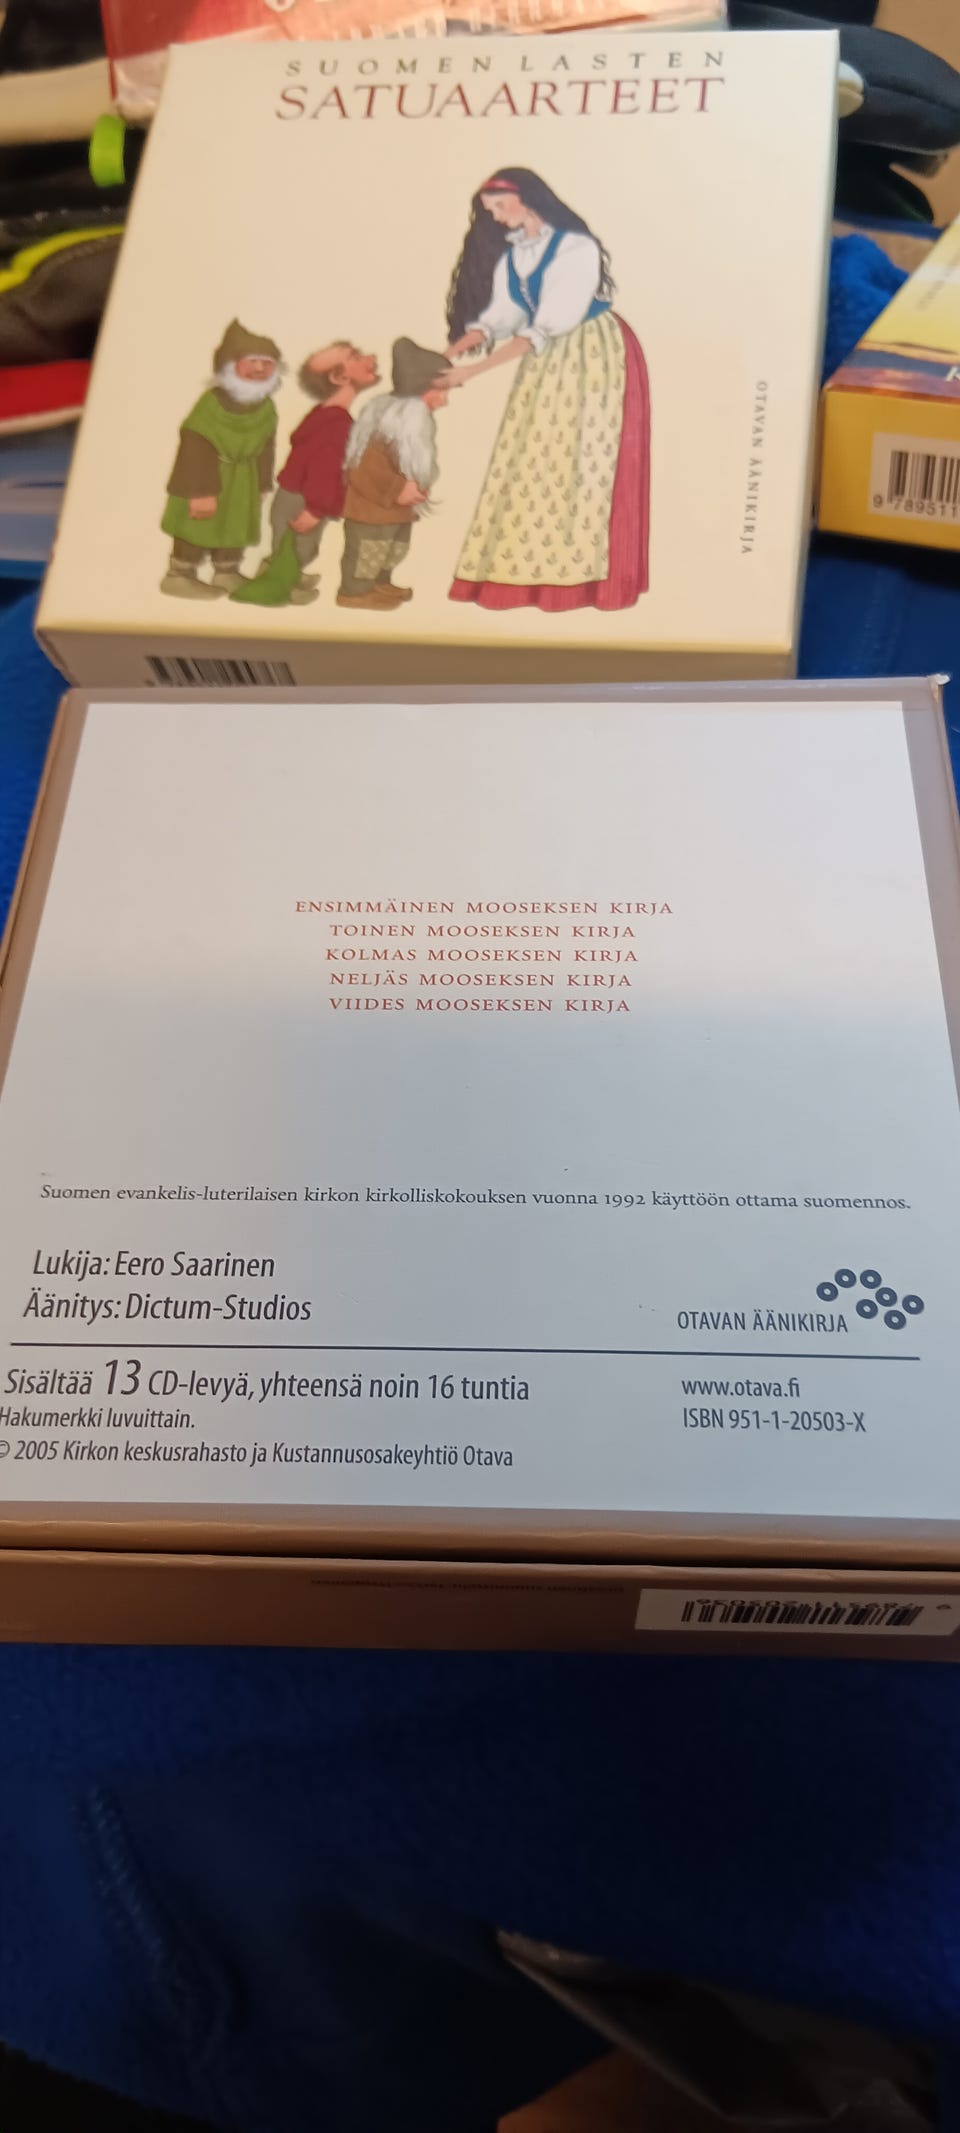 SUOMEN LASTEN
SATUAARTEET
OTAVAN ÄÄNIKIRJA
9 789511
ENSIMMÄINEN MOOSEKSEN KIRJA
TOINEN MOOSEKSEN KIRJA
KOLMAS MOOSEKSEN KIRJA
NELJÄS MOOSEKSEN KIRJA
VIIDES MOOSEKSEN KIRJA
Suomen evankelis-luterilaisen kirkon kirkolliskokouksen vuonna 1992 käyttöön ottama suomennos.
Lukija: Eero Saarinen
Äänitys: Dictum-Studios
OTAVAN ÄÄNIKIRJA
Sisältää 13 CD-levyä, yhteensä noin 16 tuntia
Hakumerkki luvuittain.
© 2005 Kirkon keskusrahasto ja Kustannusosakeyhtiö Otava
www.otava.fi
ISBN 951-1-20503-X